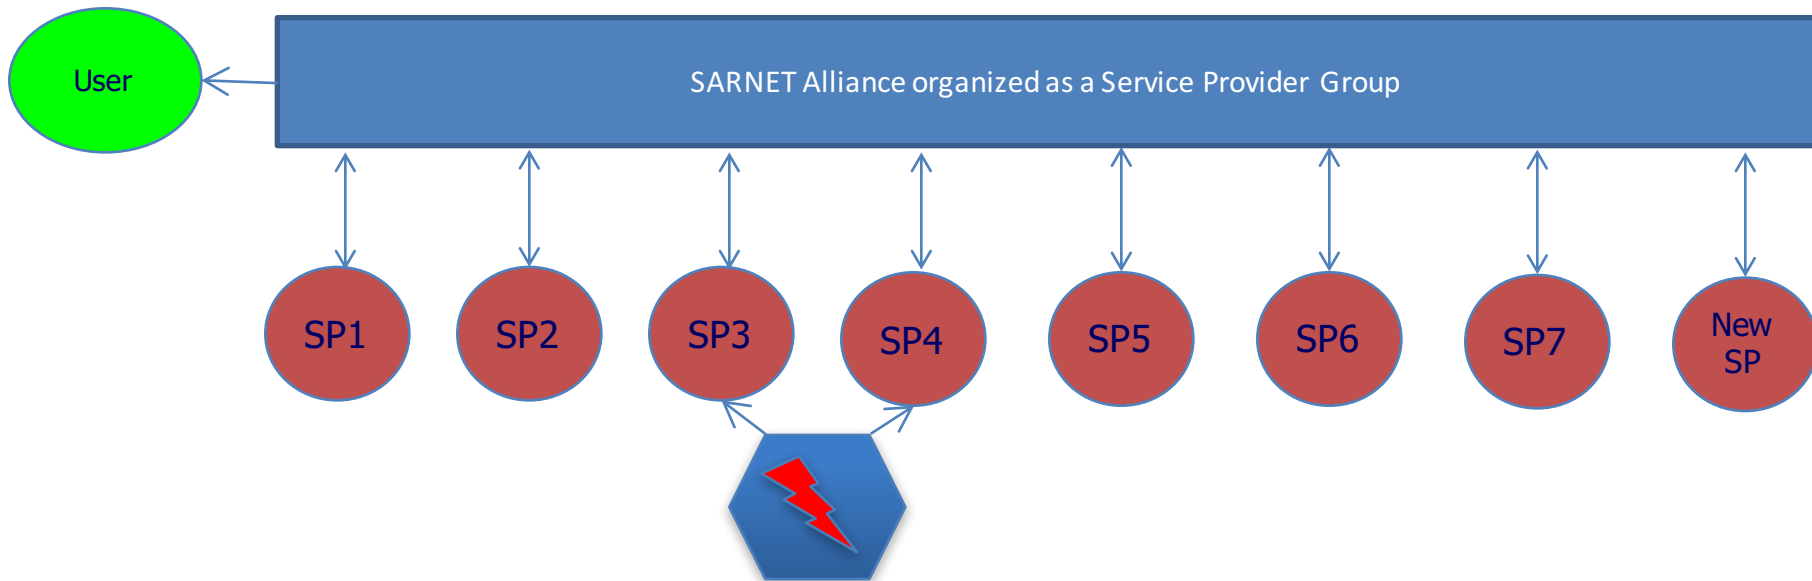 User
SARNET Alliance organized as a Service Provider Group
SP1
SP2
SP3
SP4
SP5
SP6
SP7
New
SP